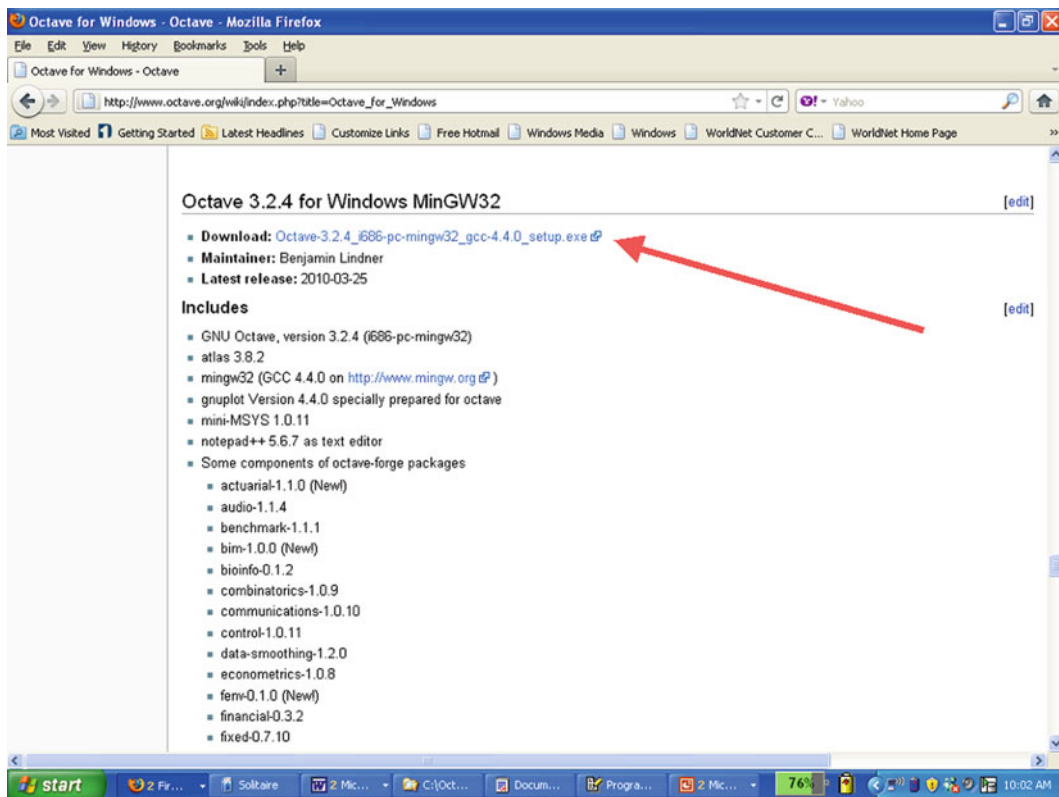 Octave for Windows - Octave - Mozilla Firefox
File Edit View History Bookmarks Tools Help
Octave for Windows - Octave
http://www.octave.org/wiki/index.php?title=Octave_for_Windows
Yahoo
Most Visited Getting Started Latest Headlines Customize Links Free Hotmail Windows Media Windows WorldNet Customer C... WorldNet Home Page
Octave 3.2.4 for Windows MinGW32 [edit]
Download: Octave-3.2.4_i686-pc-mingw32_gcc-4.4.0_setup.exe
Maintainer: Benjamin Lindner
Latest release: 2010-03-25
Includes [edit]
GNU Octave, version 3.2.4 (i686-pc-mingw32)
atlas 3.8.2
mingw32 (GCC 4.4.0 on http://www.mingw.org )
gnuplot Version 4.4.0 specially prepared for octave
mini-MSYS 1.0.11
notepad++ 5.6.7 as text editor
Some components of octave-forge packages
actuarial-1.1.0 (New!)
audio-1.1.4
benchmark-1.1.1
bim-1.0.0 (New!)
bioinfo-0.1.2
combinatorics-1.0.9
communications-1.0.10
control-1.0.11
data-smoothing-1.2.0
econometrics-1.0.8
fenv-0.1.0 (New!)
financial-0.3.2
fixed-0.7.10
start 2 Fir... Solitaire 2 Mic... C:\Oct... Docum... Progra... 2 Mic... 76% 10:02 AM